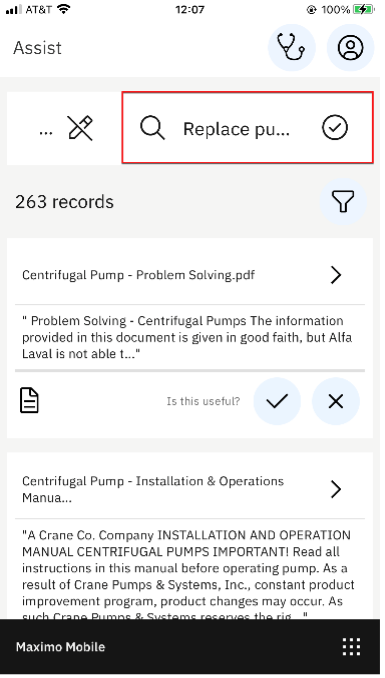 AT&T 12:07 100%
Assist
... Replace pu...
263 records
Centrifugal Pump - Problem Solving.pdf
" Problem Solving - Centrifugal Pumps The information
provided in this document is given in good faith, but Alfa
Laval is not able t..."
Is this useful?
Centrifugal Pump - Installation & Operations
Manua...
"A Crane Co. Company INSTALLATION AND OPERATION
MANUAL CENTRIFUGAL PUMPS IMPORTANT! Read all
instructions in this manual before operating pump. As a
result of Crane Pumps & Systems, Inc., constant product
improvement program, product changes may occur. As
such Crane Pumps & Systems reserves the rig..."
Maximo Mobile